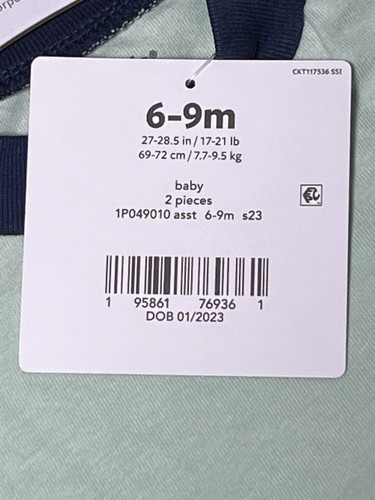 CKT117536 SSI
6-9m
27-28.5 in / 17-21 lb
69-72 cm / 7.7-9.5 kg
baby
2 pieces
1P049010 asst 6-9m s23
1 95861 76936 1
DOB 01/2023